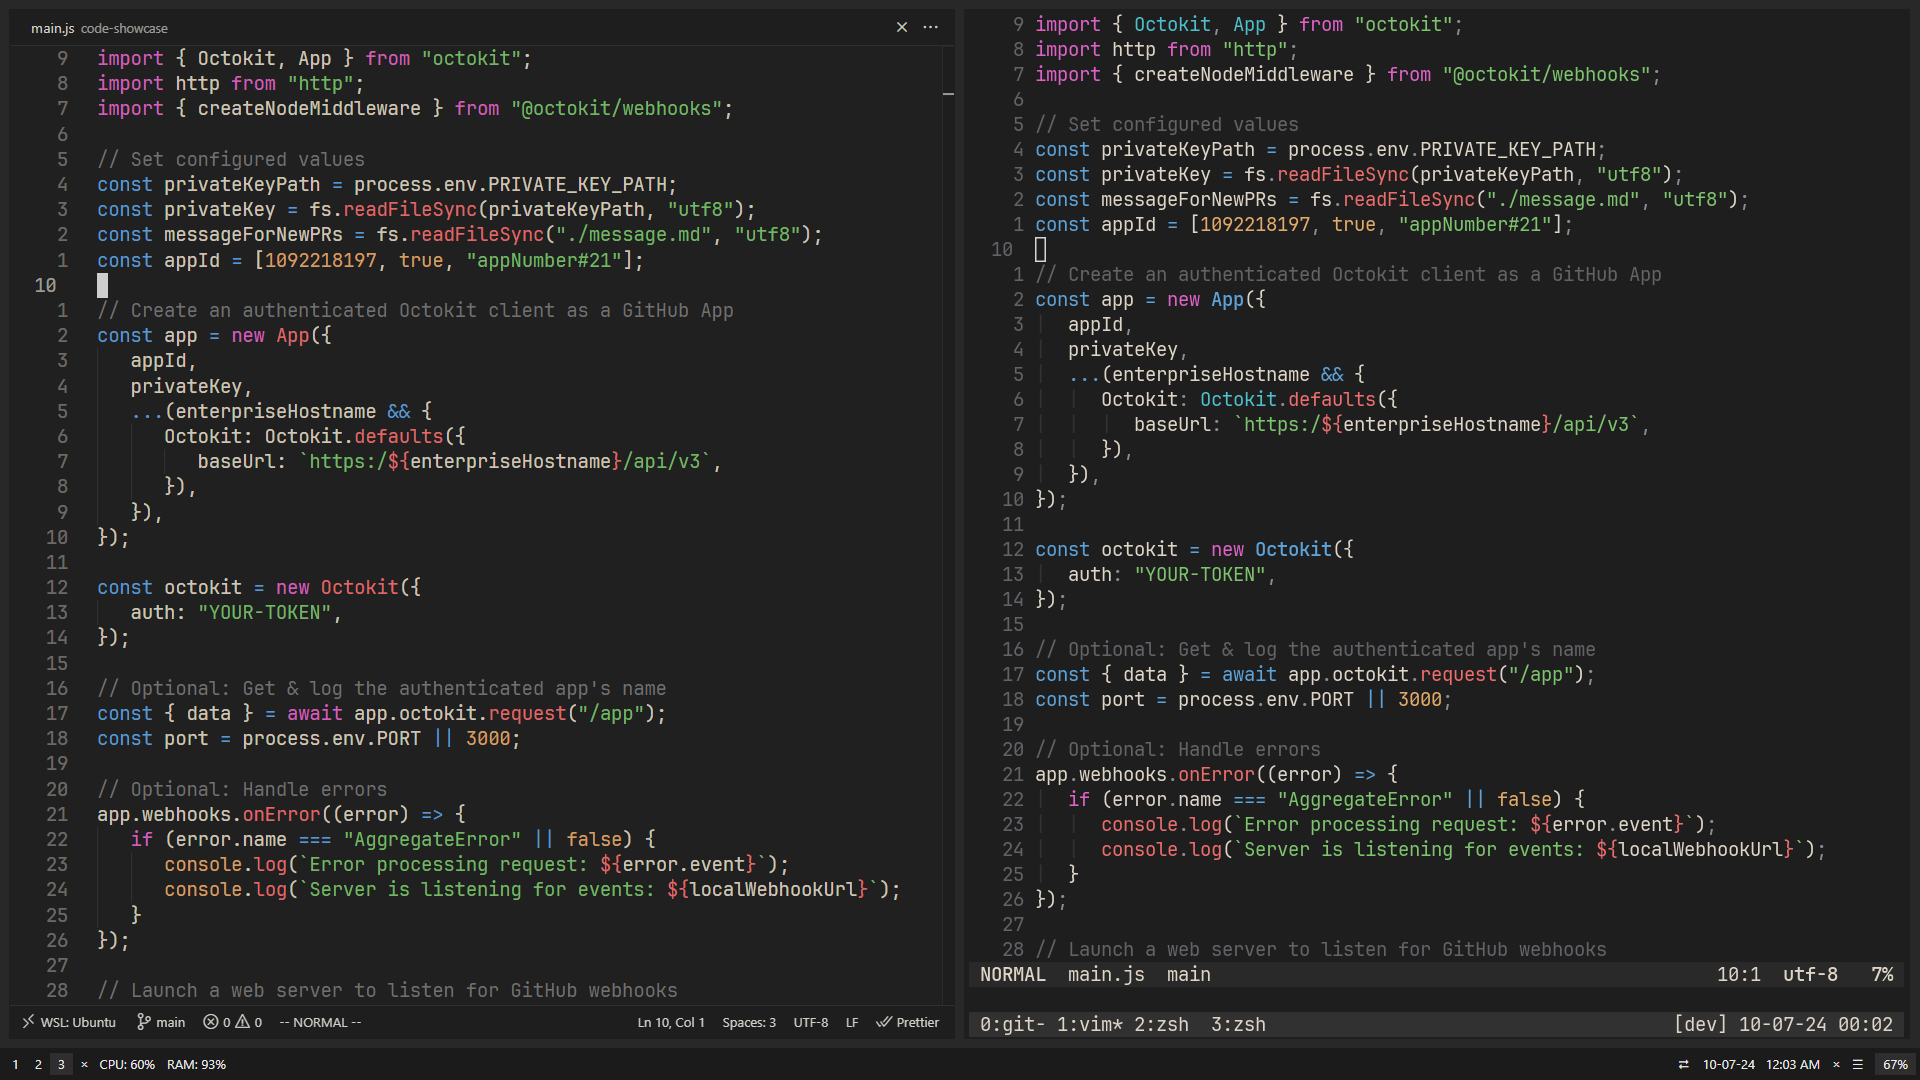 main.js code-showcase × ···
9 import { Octokit, App } from "octokit";
8 import http from "http";
7 import { createNodeMiddleware } from "@octokit/webhooks";
6
5 // Set configured values
4 const privateKeyPath = process.env.PRIVATE_KEY_PATH;
3 const privateKey = fs.readFileSync(privateKeyPath, "utf8");
2 const messageForNewPRs = fs.readFileSync("./message.md", "utf8");
1 const appId = [1092218197, true, "appNumber#21"];
10
1 // Create an authenticated Octokit client as a GitHub App
2 const app = new App({
3    appId,
4    privateKey,
5    ...(enterpriseHostname && {
6       Octokit: Octokit.defaults({
7          baseUrl: `https:/${enterpriseHostname}/api/v3`,
8       }),
9    }),
10 });
11
12 const octokit = new Octokit({
13    auth: "YOUR-TOKEN",
14 });
15
16 // Optional: Get & log the authenticated app's name
17 const { data } = await app.octokit.request("/app");
18 const port = process.env.PORT || 3000;
19
20 // Optional: Handle errors
21 app.webhooks.onError((error) => {
22    if (error.name === "AggregateError" || false) {
23       console.log(`Error processing request: ${error.event}`);
24       console.log(`Server is listening for events: ${localWebhookUrl}`);
25    }
26 });
27
28 // Launch a web server to listen for GitHub webhooks
WSL: Ubuntu main 0 0 -- NORMAL -- Ln 10, Col 1 Spaces: 3 UTF-8 LF Prettier
9 import { Octokit, App } from "octokit";
8 import http from "http";
7 import { createNodeMiddleware } from "@octokit/webhooks";
6
5 // Set configured values
4 const privateKeyPath = process.env.PRIVATE_KEY_PATH;
3 const privateKey = fs.readFileSync(privateKeyPath, "utf8");
2 const messageForNewPRs = fs.readFileSync("./message.md", "utf8");
1 const appId = [1092218197, true, "appNumber#21"];
10
1 // Create an authenticated Octokit client as a GitHub App
2 const app = new App({
3    appId,
4    privateKey,
5    ...(enterpriseHostname && {
6       Octokit: Octokit.defaults({
7          baseUrl: `https:/${enterpriseHostname}/api/v3`,
8       }),
9    }),
10 });
11
12 const octokit = new Octokit({
13    auth: "YOUR-TOKEN",
14 });
15
16 // Optional: Get & log the authenticated app's name
17 const { data } = await app.octokit.request("/app");
18 const port = process.env.PORT || 3000;
19
20 // Optional: Handle errors
21 app.webhooks.onError((error) => {
22    if (error.name === "AggregateError" || false) {
23       console.log(`Error processing request: ${error.event}`);
24       console.log(`Server is listening for events: ${localWebhookUrl}`);
25    }
26 });
27
28 // Launch a web server to listen for GitHub webhooks
NORMAL main.js main 10:1 utf-8 7%
0:git- 1:vim* 2:zsh 3:zsh [dev] 10-07-24 00:02
1 2 3 × CPU: 60% RAM: 93% ⇄ 10-07-24 12:03 AM × ☰ 67%